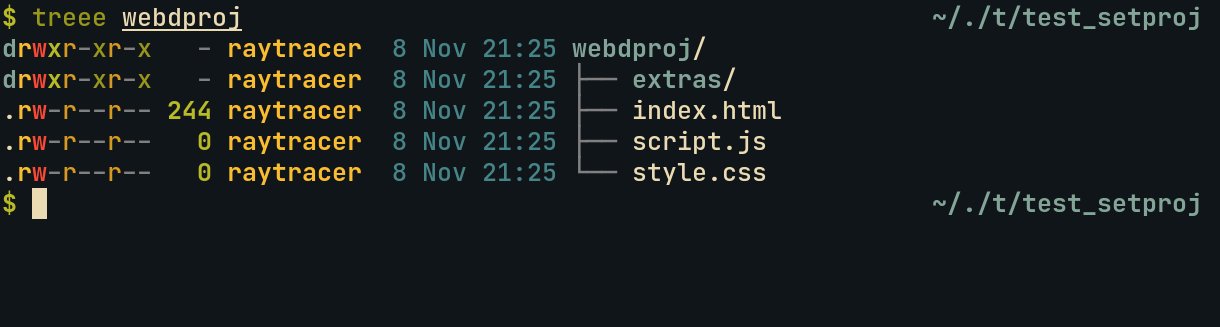 $ treee webdproj ~/./t/test_setproj
drwxr-xr-x   - raytracer  8 Nov 21:25 webdproj/
drwxr-xr-x   - raytracer  8 Nov 21:25 ├── extras/
.rw-r--r-- 244 raytracer  8 Nov 21:25 ├── index.html
.rw-r--r--   0 raytracer  8 Nov 21:25 ├── script.js
.rw-r--r--   0 raytracer  8 Nov 21:25 └── style.css
$ ~/./t/test_setproj